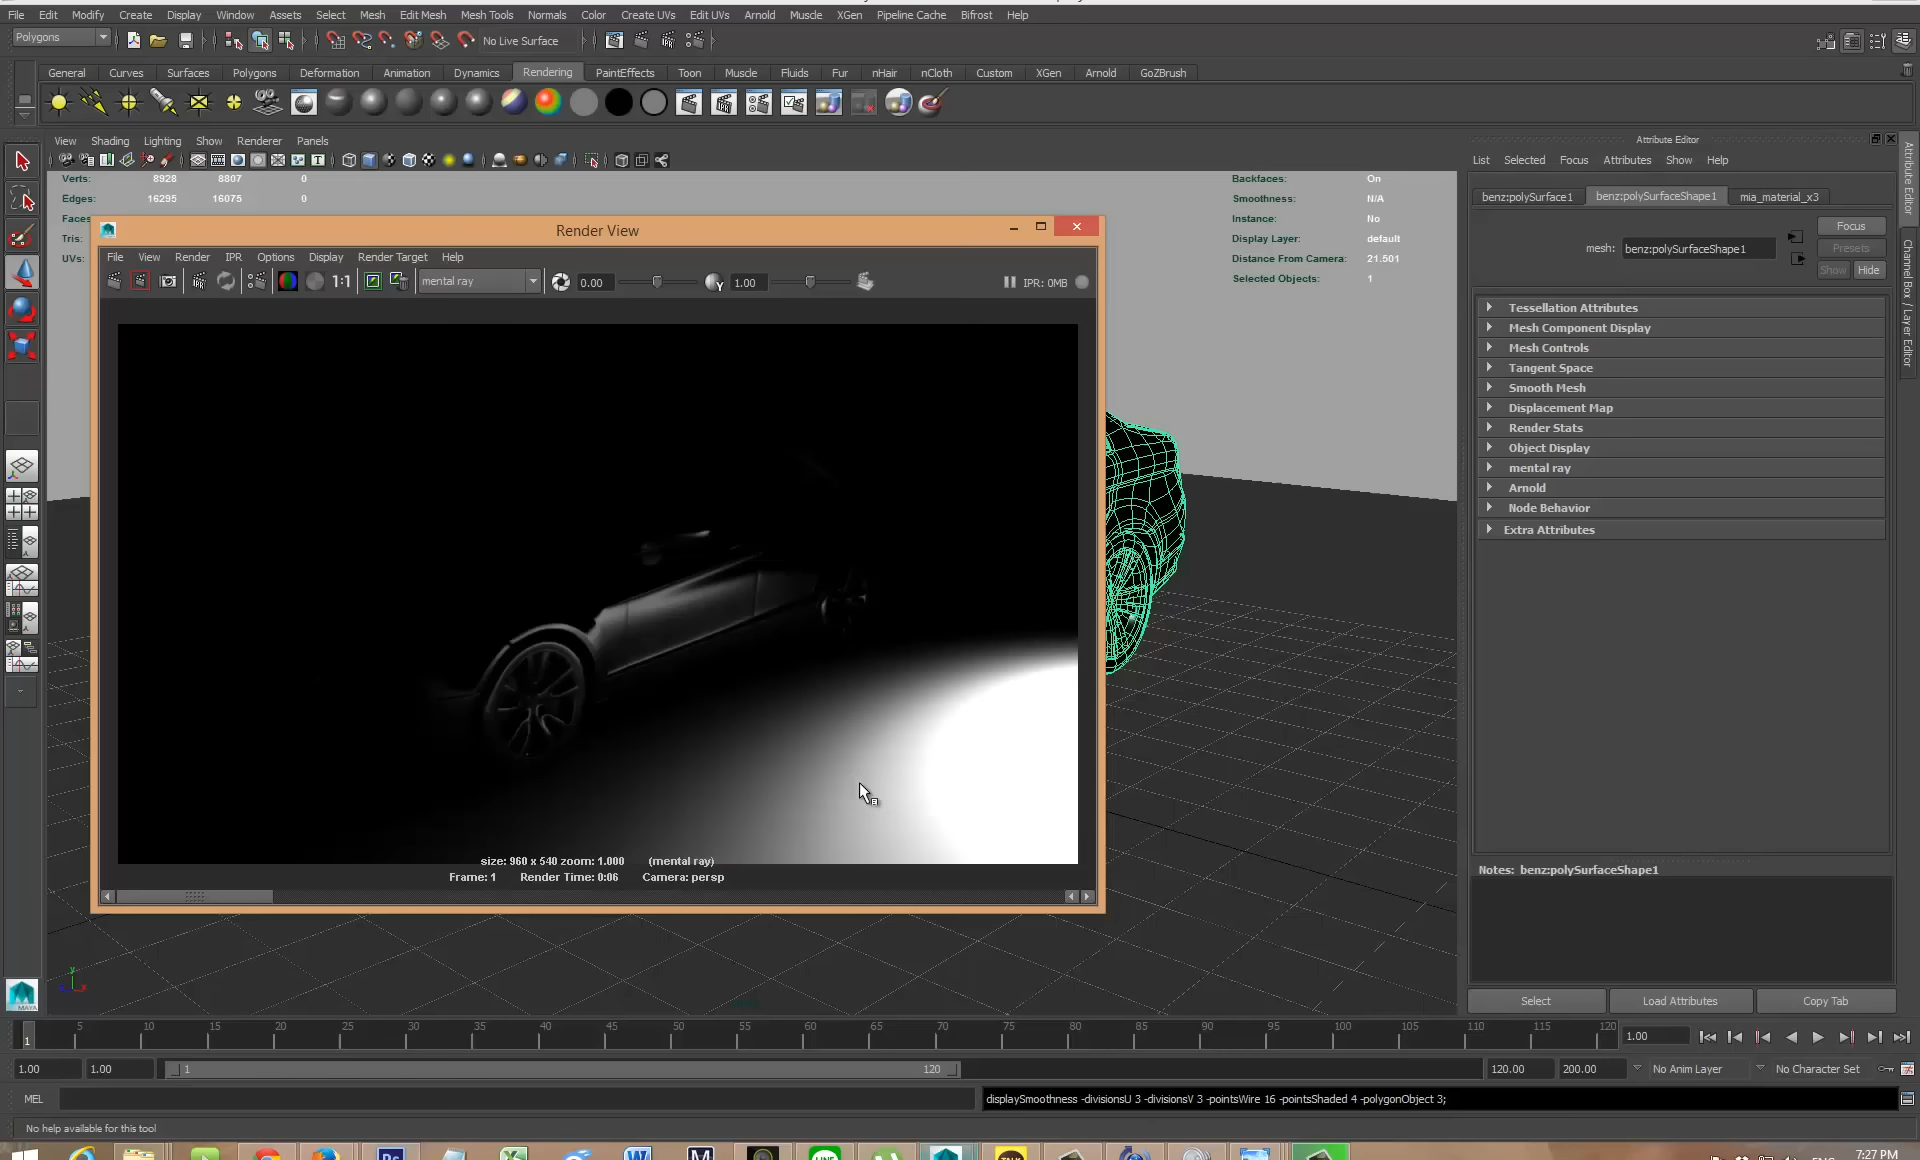 File Edit Modify Create Display Window Assets Select Mesh Edit Mesh Mesh Tools Normals Color Create UVs Edit UVs Arnold Muscle XGen Pipeline Cache Bifrost Help
Polygons No Live Surface
General Curves Surfaces Polygons Deformation Animation Dynamics Rendering PaintEffects Toon Muscle Fluids Fur nHair nCloth Custom XGen Arnold GoZBrush
View Shading Lighting Show Renderer Panels
Attribute Editor
List Selected Focus Attributes Show Help
Verts: 8928 8807 0
Edges: 16295 16075 0
Faces
Tris:
UVs:
Backfaces: On
Smoothness: N/A
Instance: No
Display Layer: default
Distance From Camera: 21.501
Selected Objects: 1
Render View
File View Render IPR Options Display Render Target Help
1:1 mental ray 0.00 1.00 IPR: 0MB
size: 960 x 540 zoom: 1.000 (mental ray)
Frame: 1 Render Time: 0:06 Camera: persp
benz:polySurface1 benz:polySurfaceShape1 mia_material_x3
Focus
mesh: benz:polySurfaceShape1 Presets
Show Hide
Tessellation Attributes
Mesh Component Display
Mesh Controls
Tangent Space
Smooth Mesh
Displacement Map
Render Stats
Object Display
mental ray
Arnold
Node Behavior
Extra Attributes
Notes: benz:polySurfaceShape1
Select Load Attributes Copy Tab
Attribute Editor
Channel Box / Layer Editor
y
MAYA
1 5 10 15 20 25 30 35 40 45 50 55 60 65 70 75 80 85 90 95 100 105 110 115 120 1.00
1.00 1.00 1 120 120.00 200.00 No Anim Layer No Character Set
MEL displaySmoothness -divisionsU 3 -divisionsV 3 -pointsWire 16 -pointsShaded 4 -polygonObject 3;
No help available for this tool
7:27 PM